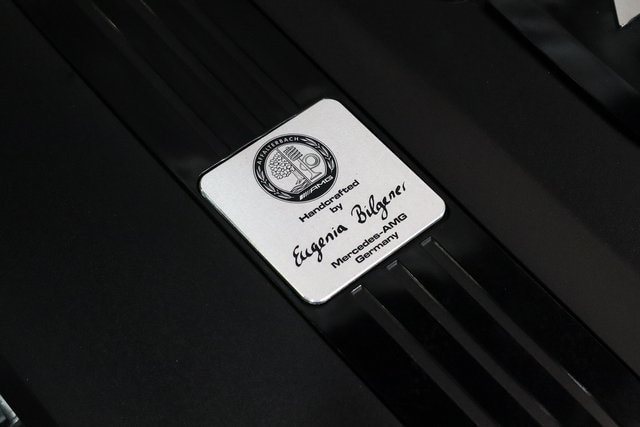 AFFALTERBACH
AMG
Handcrafted
by
Eugenia Bilgener
Mercedes-AMG
Germany